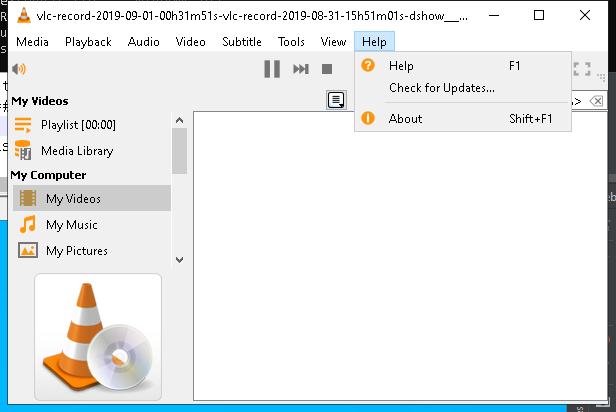 vlc-record-2019-09-01-00h31m51s-vlc-record-2019-08-31-15h51m01s-dshow__...
Media Playback Audio Video Subtitle Tools View Help
Help F1
Check for Updates...
About Shift+F1
My Videos
Playlist [00:00]
Media Library
My Computer
My Videos
My Music
My Pictures